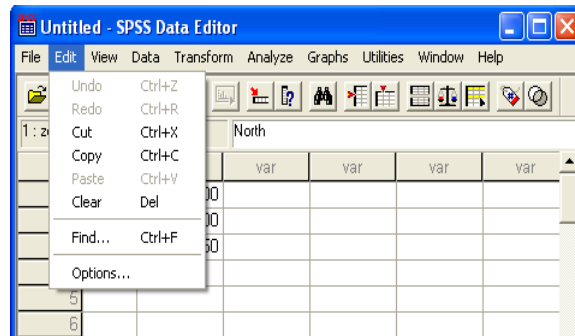 Untitled - SPSS Data Editor
File Edit View Data Transform Analyze Graphs Utilities Window Help
Undo Ctrl+Z
Redo Ctrl+R
Cut Ctrl+X
Copy Ctrl+C
Paste Ctrl+V
Clear Del
Find... Ctrl+F
Options...
1 : z North
var var var var
00
00
50
5
6